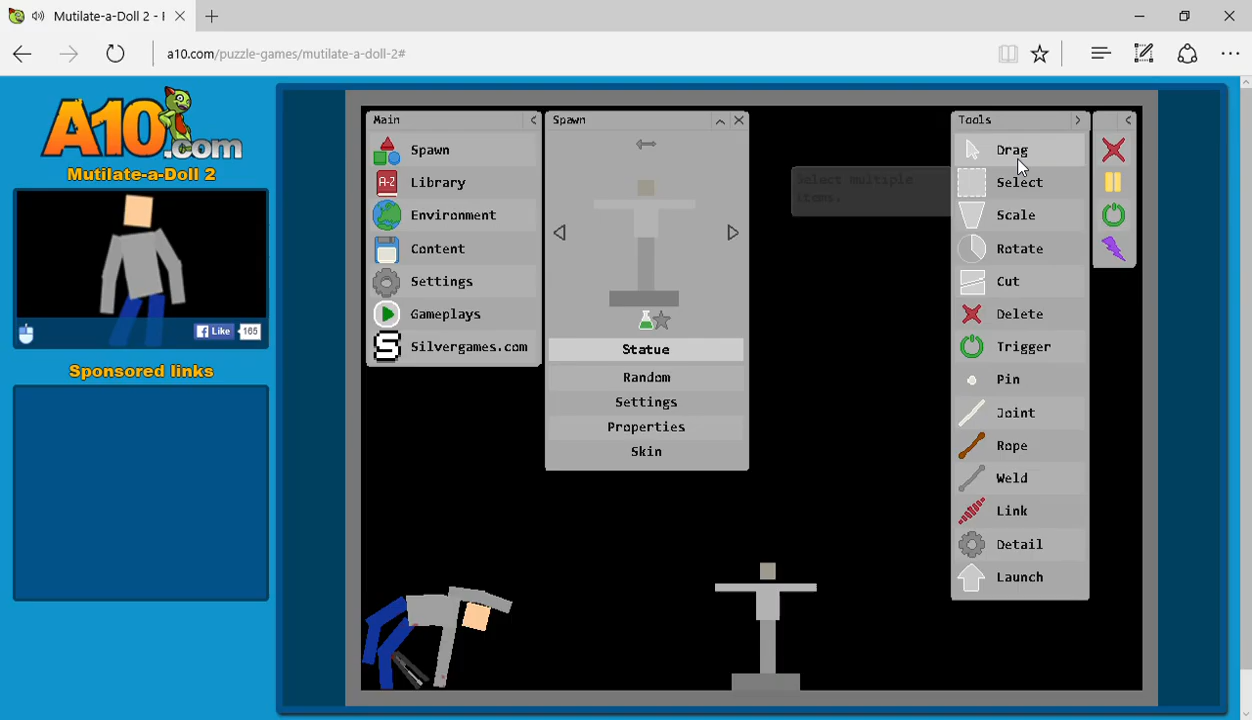 Mutilate-a-Doll 2 - F
a10.com/puzzle-games/mutilate-a-doll-2#
A10.com
Mutilate-a-Doll 2
Like 165
Sponsored links
Main
Spawn
Library
Environment
Content
Settings
Gameplays
Silvergames.com
Spawn
Statue
Random
Settings
Properties
Skin
Select multiple
items.
Tools
Drag
Select
Scale
Rotate
Cut
Delete
Trigger
Pin
Joint
Rope
Weld
Link
Detail
Launch
A-Z
S